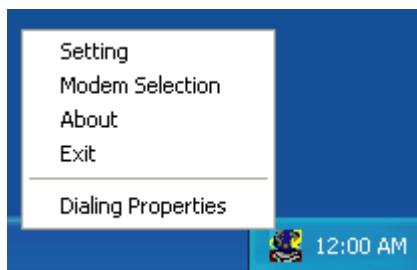 Setting
Modem Selection
About
Exit
Dialing Properties
12:00 AM